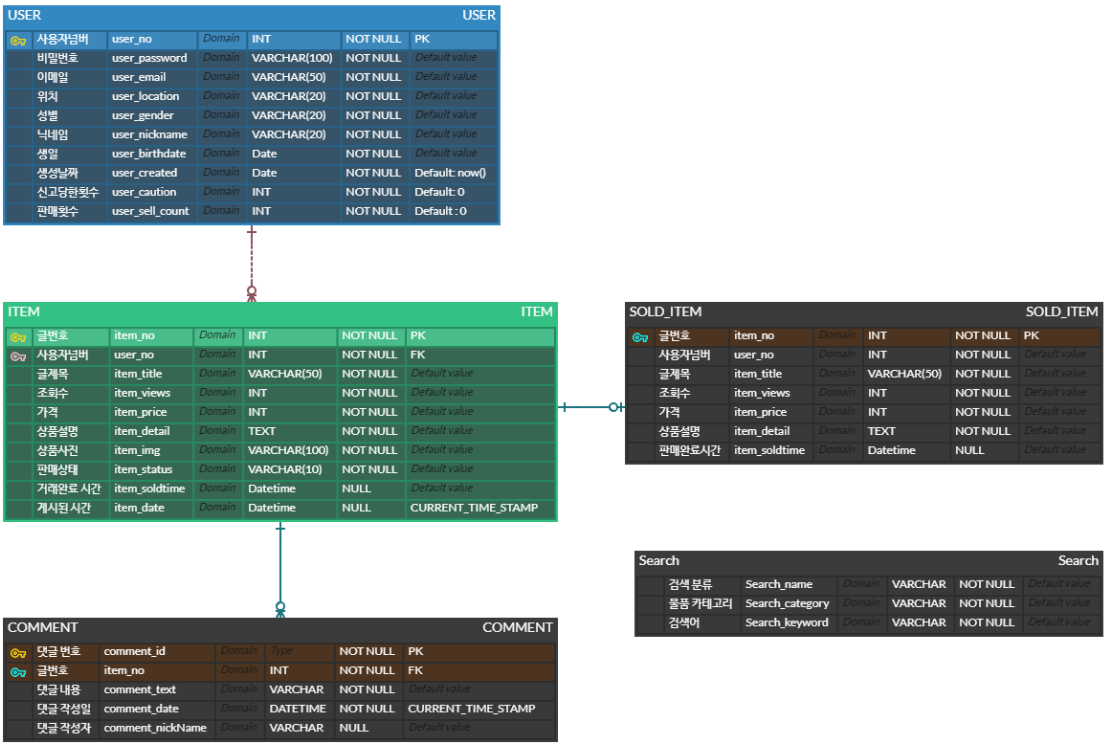 USER USER
사용자넘버 user_no Domain INT NOT NULL PK
비밀번호 user_password Domain VARCHAR(100) NOT NULL Default value
이메일 user_email Domain VARCHAR(50) NOT NULL Default value
위치 user_location Domain VARCHAR(20) NOT NULL Default value
성별 user_gender Domain VARCHAR(20) NOT NULL Default value
닉네임 user_nickname Domain VARCHAR(20) NOT NULL Default value
생일 user_birthdate Domain Date NOT NULL Default value
생성날짜 user_created Domain Date NOT NULL Default: now()
신고당한횟수 user_caution Domain INT NOT NULL Default: 0
판매횟수 user_sell_count Domain INT NOT NULL Default : 0
ITEM ITEM
글번호 item_no Domain INT NOT NULL PK
사용자넘버 user_no Domain INT NOT NULL FK
글제목 item_title Domain VARCHAR(50) NOT NULL Default value
조회수 item_views Domain INT NOT NULL Default value
가격 item_price Domain INT NOT NULL Default value
상품설명 item_detail Domain TEXT NOT NULL Default value
상품사진 item_img Domain VARCHAR(100) NOT NULL Default value
판매상태 item_status Domain VARCHAR(10) NOT NULL Default value
거래완료 시간 item_soldtime Domain Datetime NULL Default value
게시된 시간 item_date Domain Datetime NULL CURRENT_TIME_STAMP
SOLD_ITEM SOLD_ITEM
글번호 item_no Domain INT NOT NULL PK
사용자넘버 user_no Domain INT NOT NULL Default value
글제목 item_title Domain VARCHAR(50) NOT NULL Default value
조회수 item_views Domain INT NOT NULL Default value
가격 item_price Domain INT NOT NULL Default value
상품설명 item_detail Domain TEXT NOT NULL Default value
판매완료시간 item_soldtime Domain Datetime NULL Default value
Search Search
검색 분류 Search_name Domain VARCHAR NOT NULL Default value
물품 카테고리 Search_category Domain VARCHAR NOT NULL Default value
검색어 Search_keyword Domain VARCHAR NOT NULL Default value
COMMENT COMMENT
댓글 번호 comment_id Domain Type NOT NULL PK
글번호 item_no Domain INT NOT NULL FK
댓글 내용 comment_text Domain VARCHAR NOT NULL Default value
댓글 작성일 comment_date Domain DATETIME NOT NULL CURRENT_TIME_STAMP
댓글 작성자 comment_nickName Domain VARCHAR NULL Default value